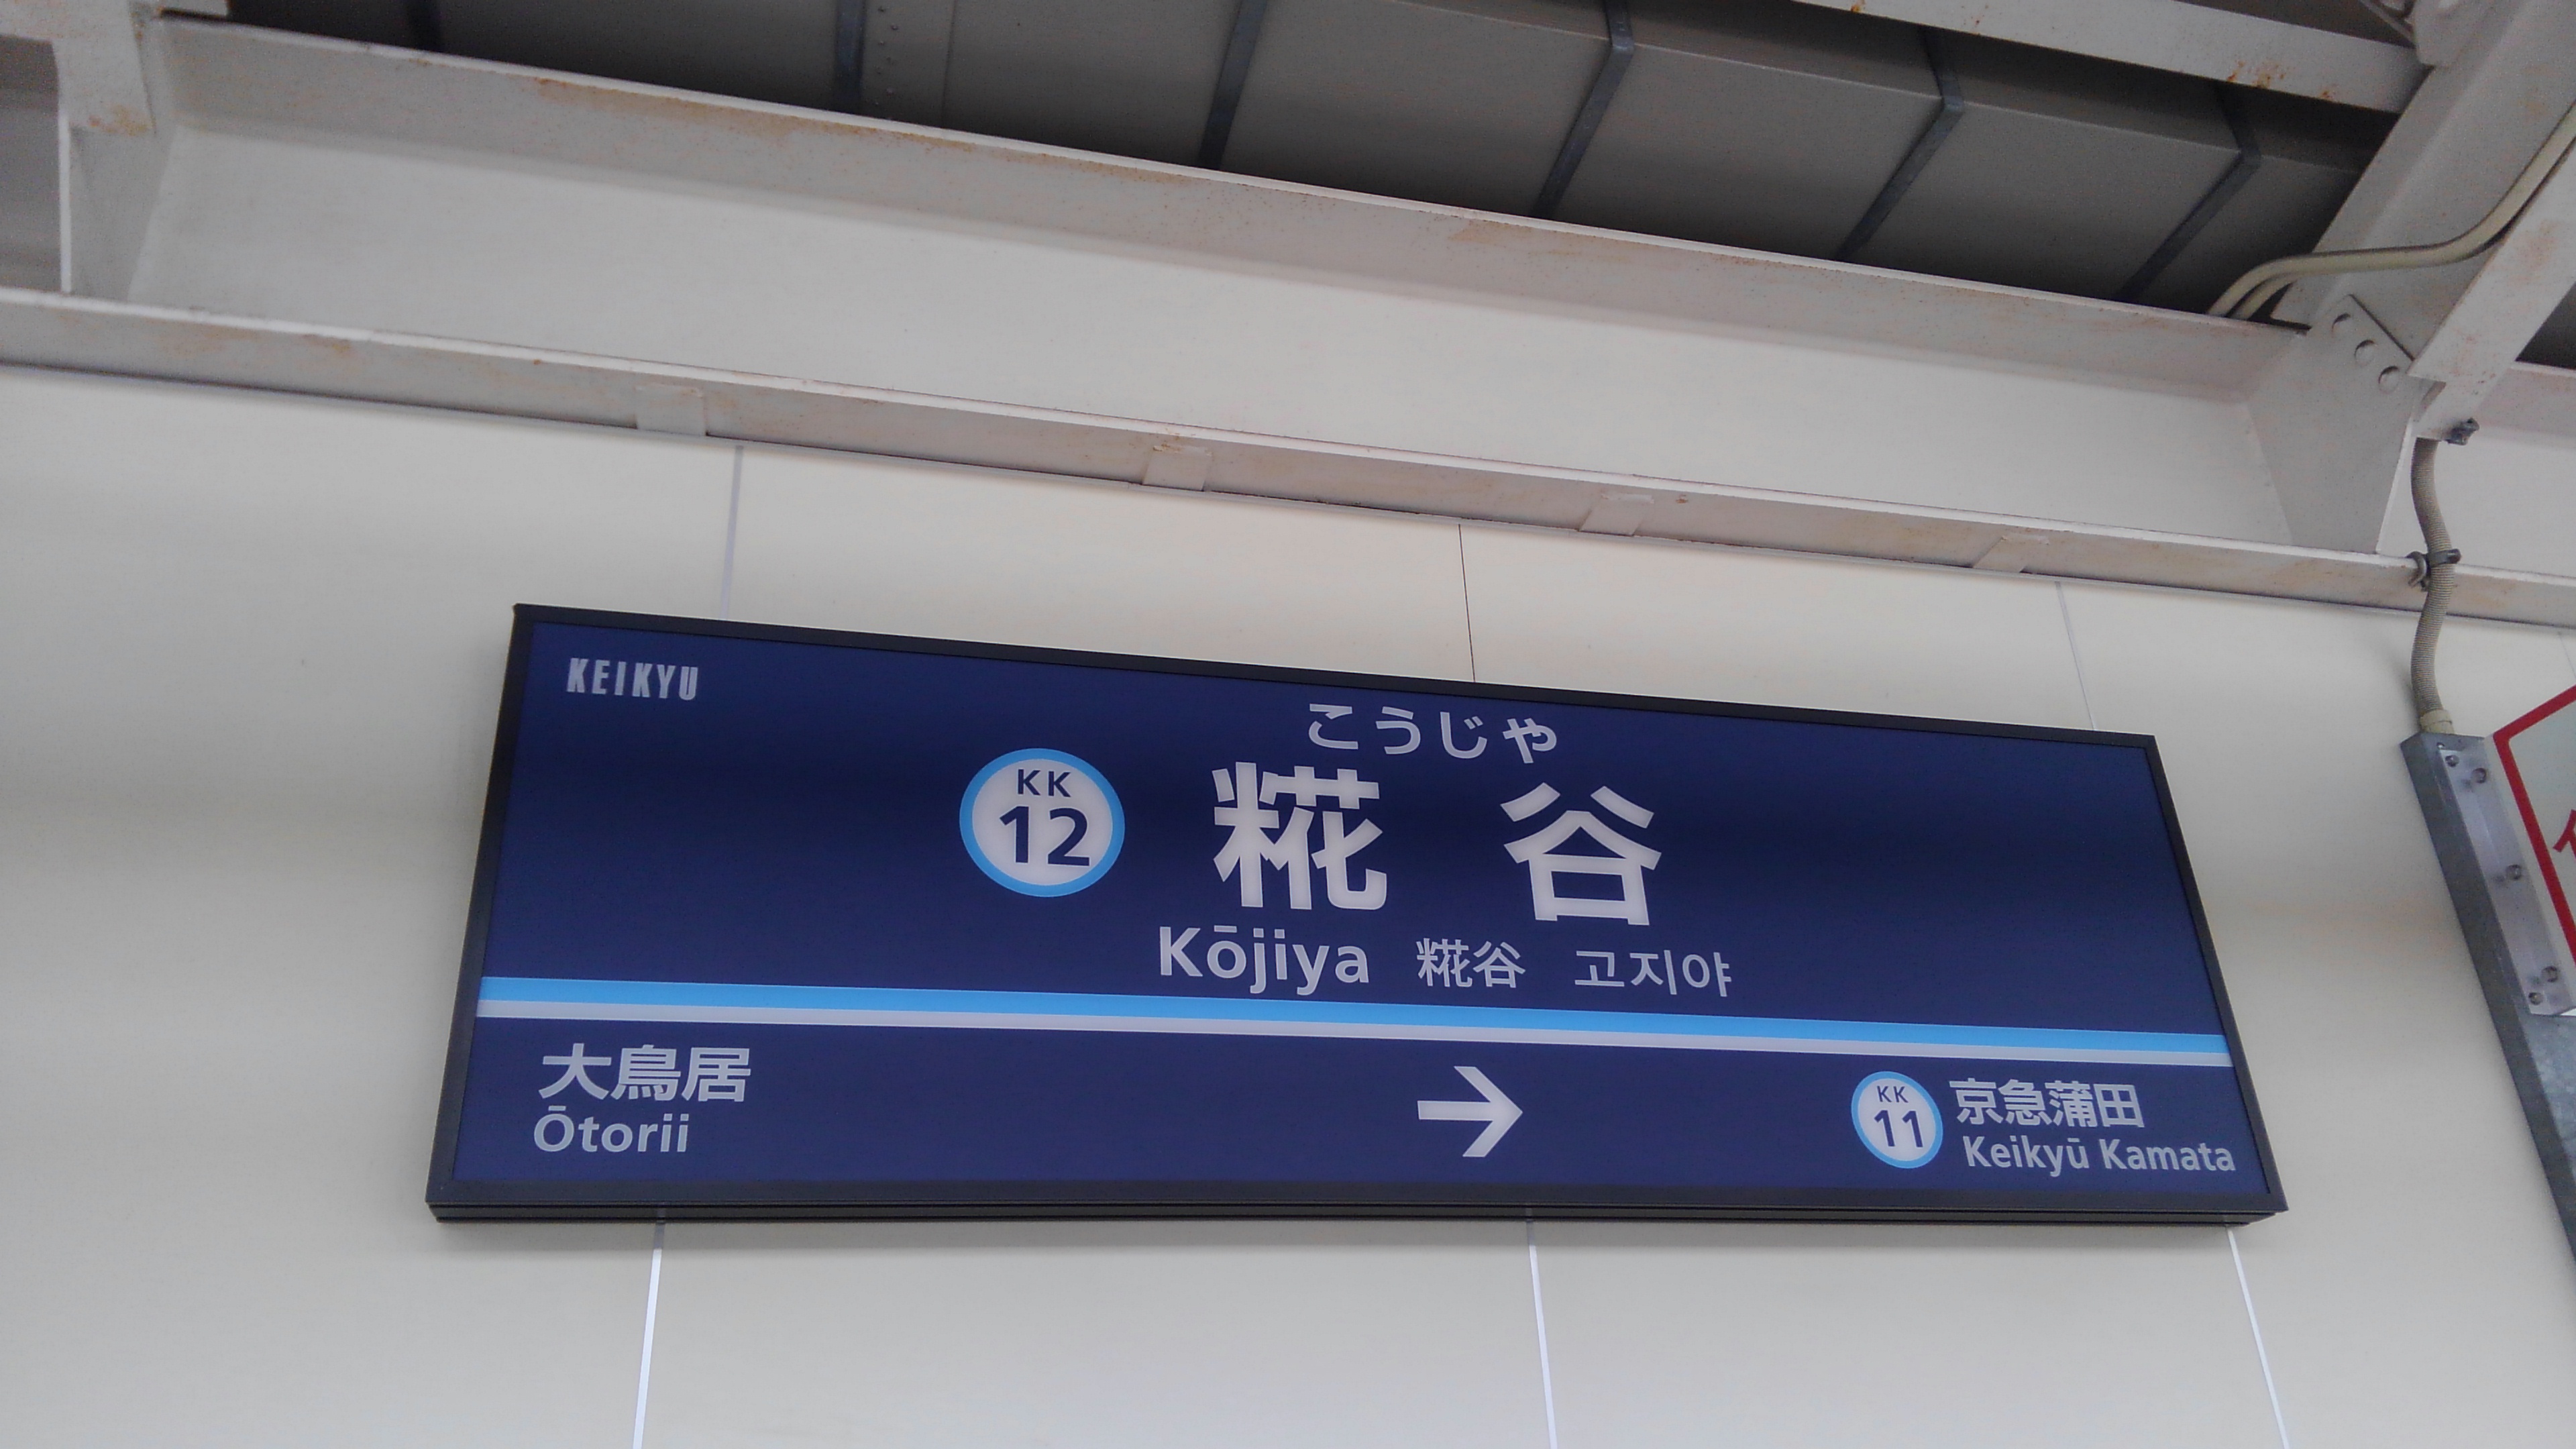 KEIKYU
こうじや
KK
12
糀谷
Kōjiya 糀谷 고지야
大鳥居
Ōtorii
→
KK
11
京急蒲田
Keikyū Kamata